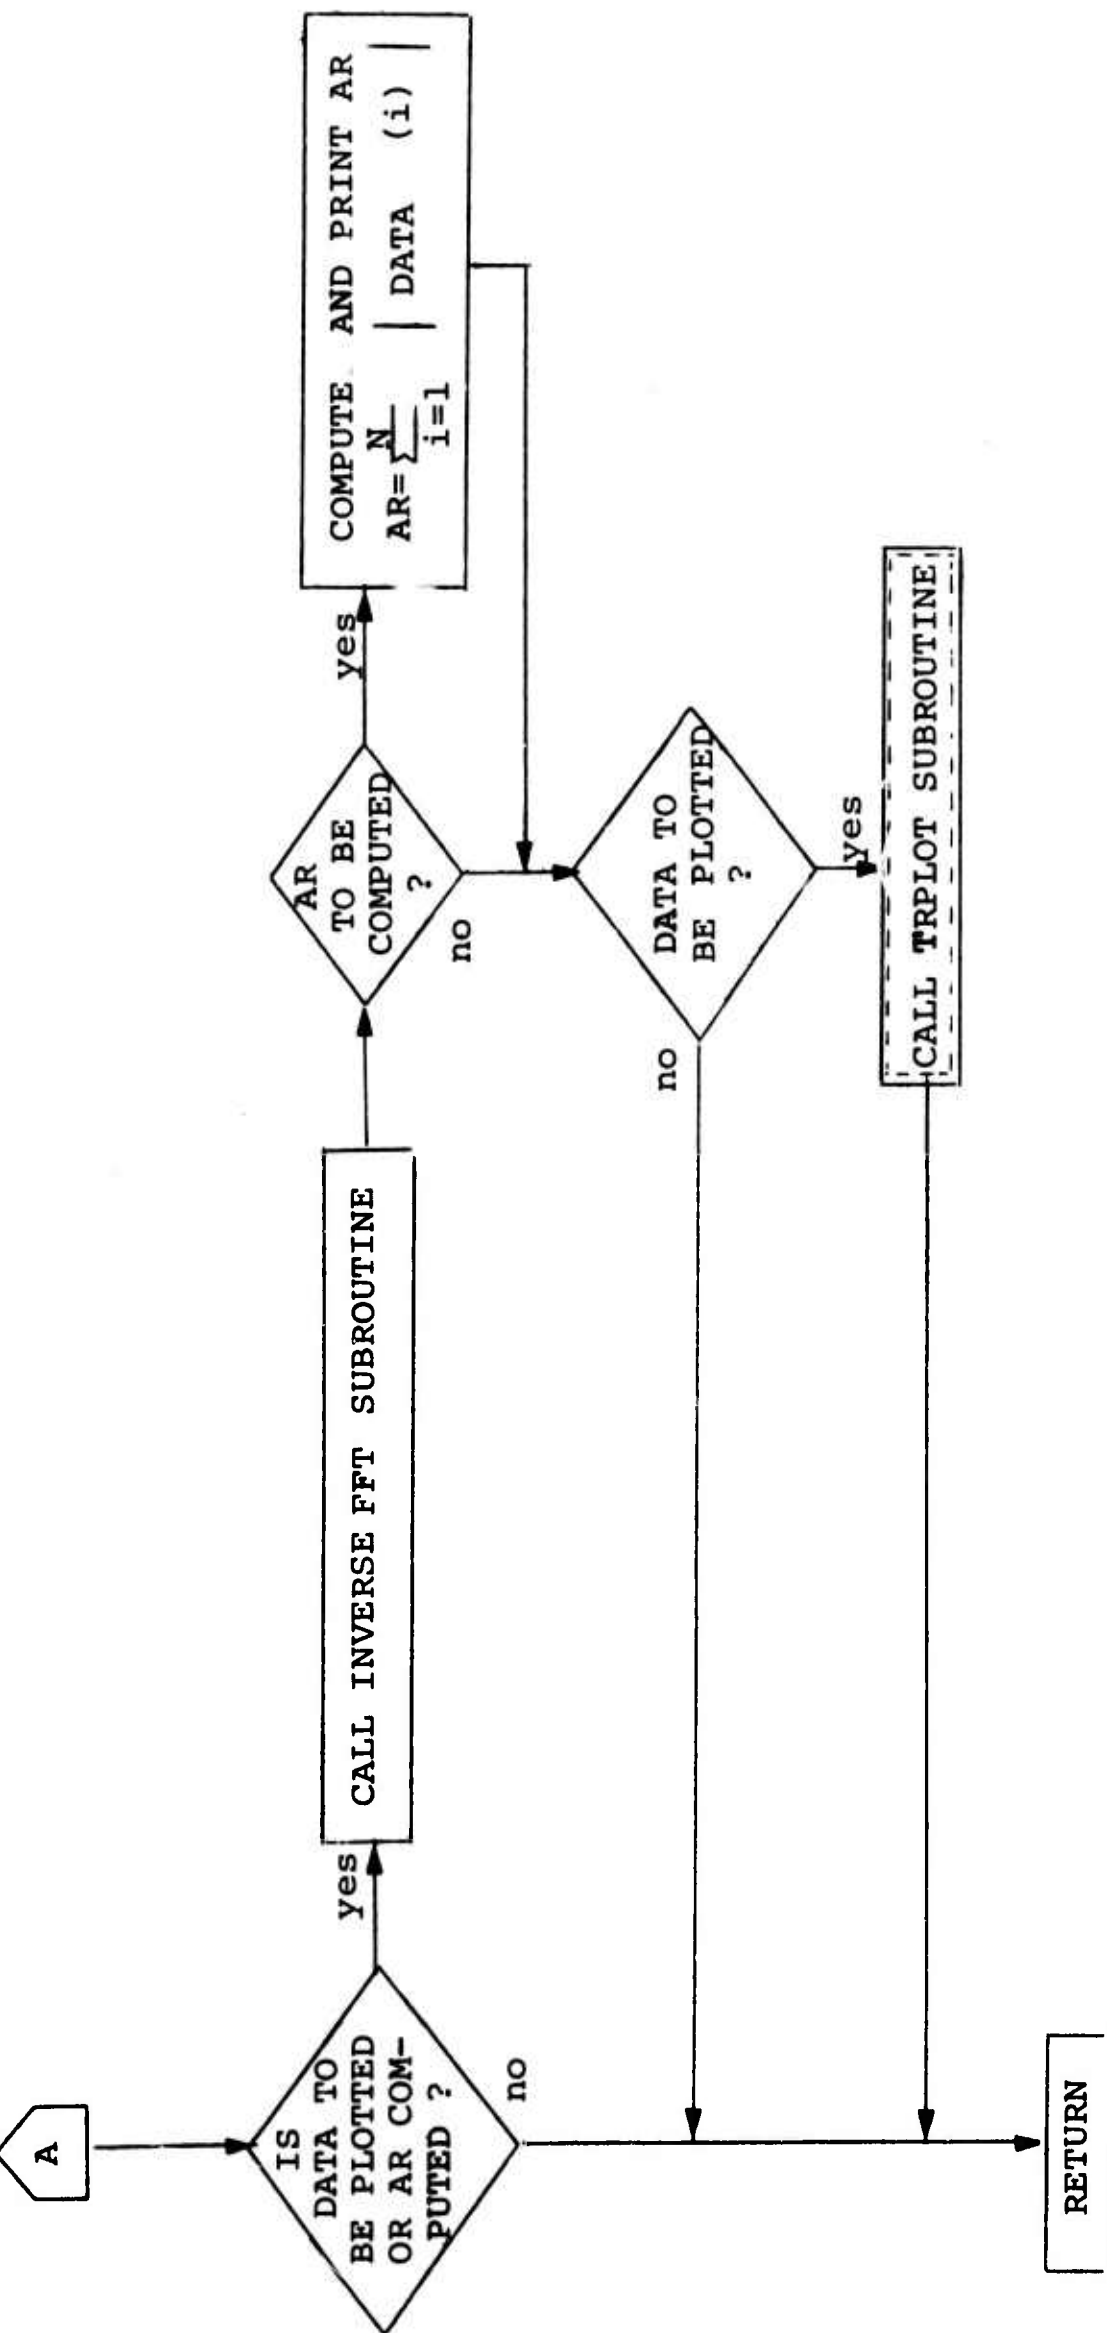 A
IS
DATA TO
BE PLOTTED
OR AR COM-
PUTED ?
yes
no
CALL INVERSE FFT SUBROUTINE
AR
TO BE
COMPUTED
?
yes
no
COMPUTE AND PRINT AR
N
AR=∑ | DATA (i) |
i=1
DATA TO
BE PLOTTED
?
no
yes
CALL TRPLOT SUBROUTINE
RETURN